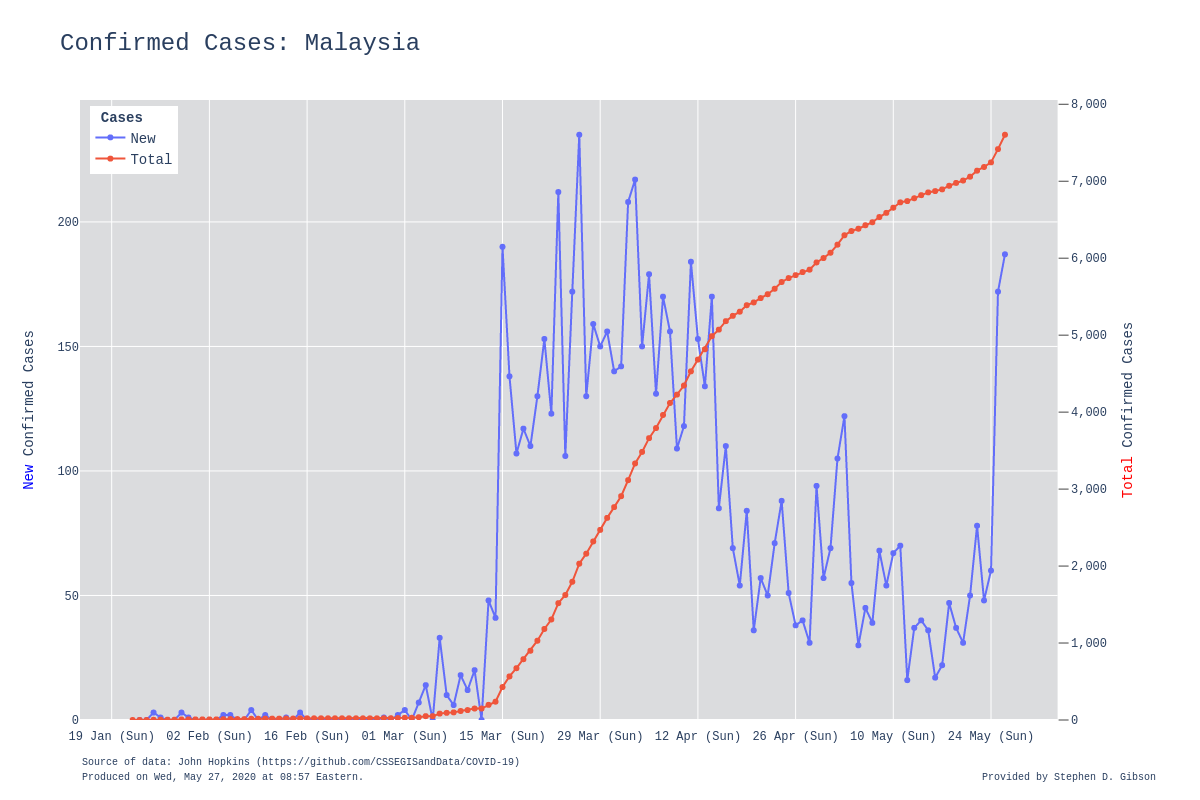 Confirmed Cases: Malaysia
Cases
New
Total
8,000
7,000
6,000
5,000
4,000
3,000
2,000
1,000
0
200
150
100
50
0
New Confirmed Cases
Total Confirmed Cases
19 Jan (Sun) 02 Feb (Sun) 16 Feb (Sun) 01 Mar (Sun) 15 Mar (Sun) 29 Mar (Sun) 12 Apr (Sun) 26 Apr (Sun) 10 May (Sun) 24 May (Sun)
Source of data: John Hopkins (https://github.com/CSSEGISandData/COVID-19)
Produced on Wed, May 27, 2020 at 08:57 Eastern.
Provided by Stephen D. Gibson